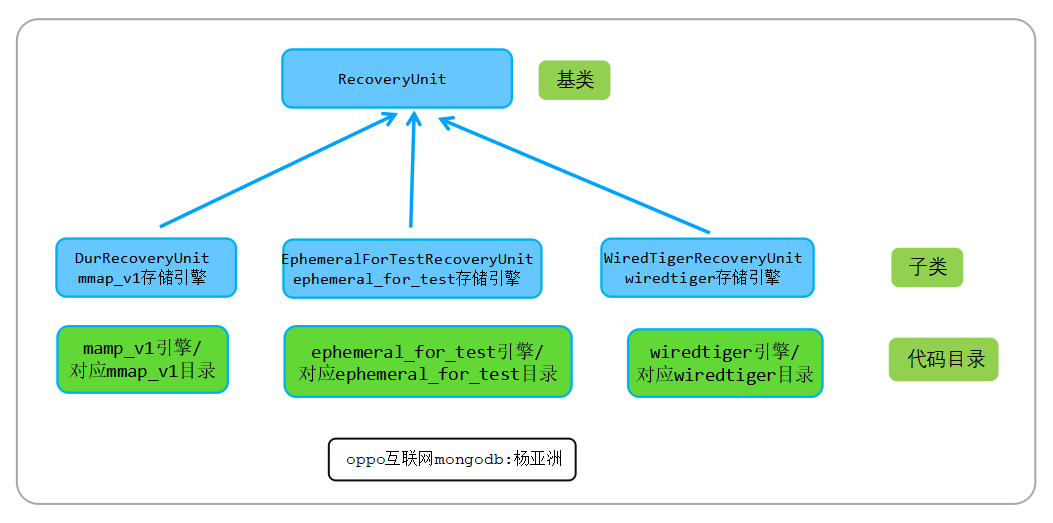 RecoveryUnit
基类
DurRecoveryUnit
mmap_v1存储引擎
EphemeralForTestRecoveryUnit
ephemeral_for_test存储引擎
WiredTigerRecoveryUnit
wiredtiger存储引擎
子类
mamp_v1引擎/
对应mmap_v1目录
ephemeral_for_test引擎/
对应ephemeral_for_test目录
wiredtiger引擎/
对应wiredtiger目录
代码目录
oppo互联网mongodb:杨亚洲